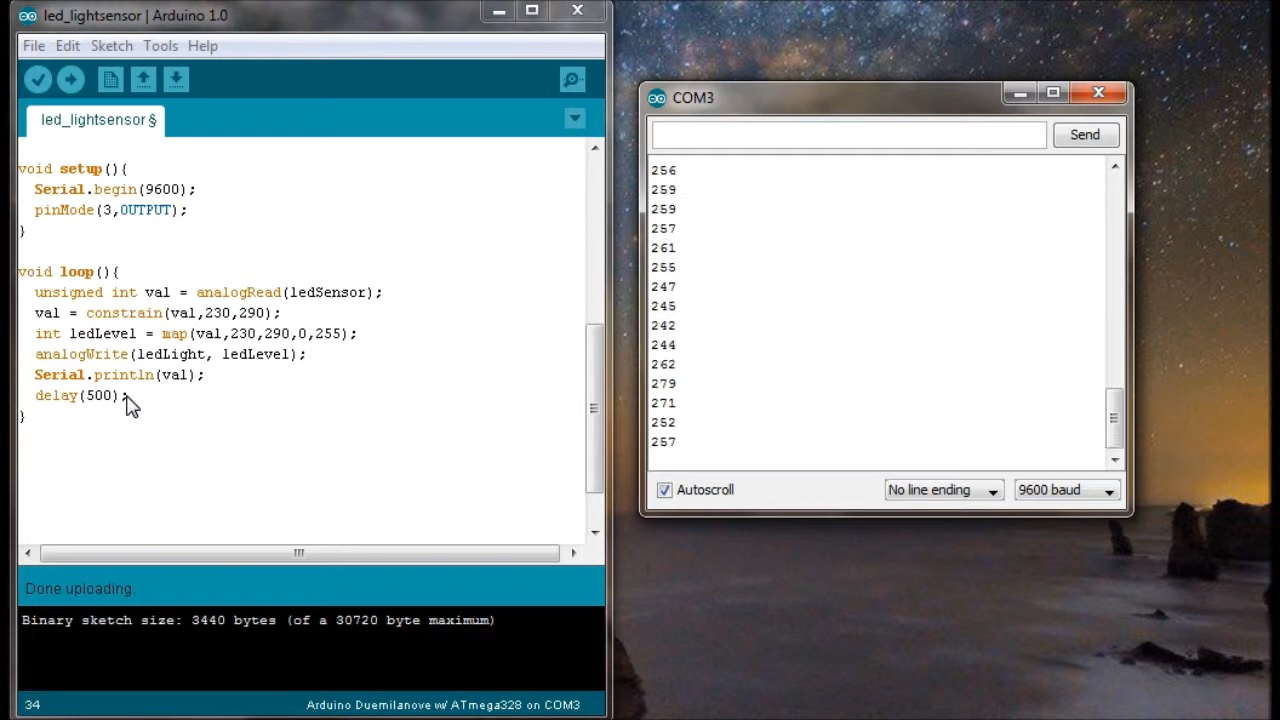 led_lightsensor | Arduino 1.0
File Edit Sketch Tools Help
led_lightsensor §
void setup(){
  Serial.begin(9600);
  pinMode(3,OUTPUT);
}
void loop(){
  unsigned int val = analogRead(ledSensor);
  val = constrain(val,230,290);
  int ledLevel = map(val,230,290,0,255);
  analogWrite(ledLight, ledLevel);
  Serial.println(val);
  delay(500);
}
Done uploading.
Binary sketch size: 3440 bytes (of a 30720 byte maximum)
34 Arduino Duemilanove w/ ATmega328 on COM3
COM3
Send
256
259
259
257
261
255
247
245
242
244
262
279
271
252
257
Autoscroll No line ending 9600 baud